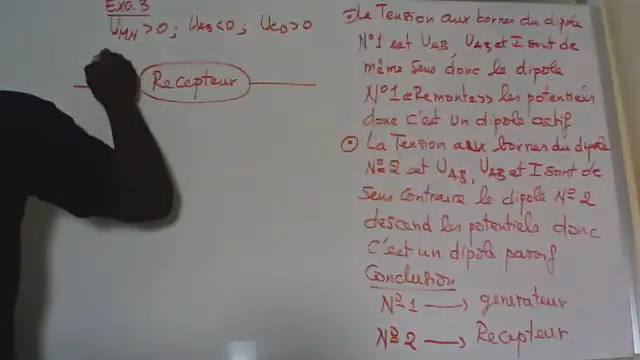 Exo.3
UMN>0; UAB<0; UCD>0
Recepteur
⊙ La Tension aux bornes du dipole
N°1 est UAB, UAB et I sont de
même sens donc le dipole
N°1 « Remonte » les potentiels
donc c'est un dipole actif
⊙ La Tension aux bornes du dipole
N°2 est UAB, UAB et I sont de
sens contraire le dipole N°2
descend les potentiels donc
c'est un dipole passif
Conclusion
N°1 → generateur
N°2 → Recepteur.